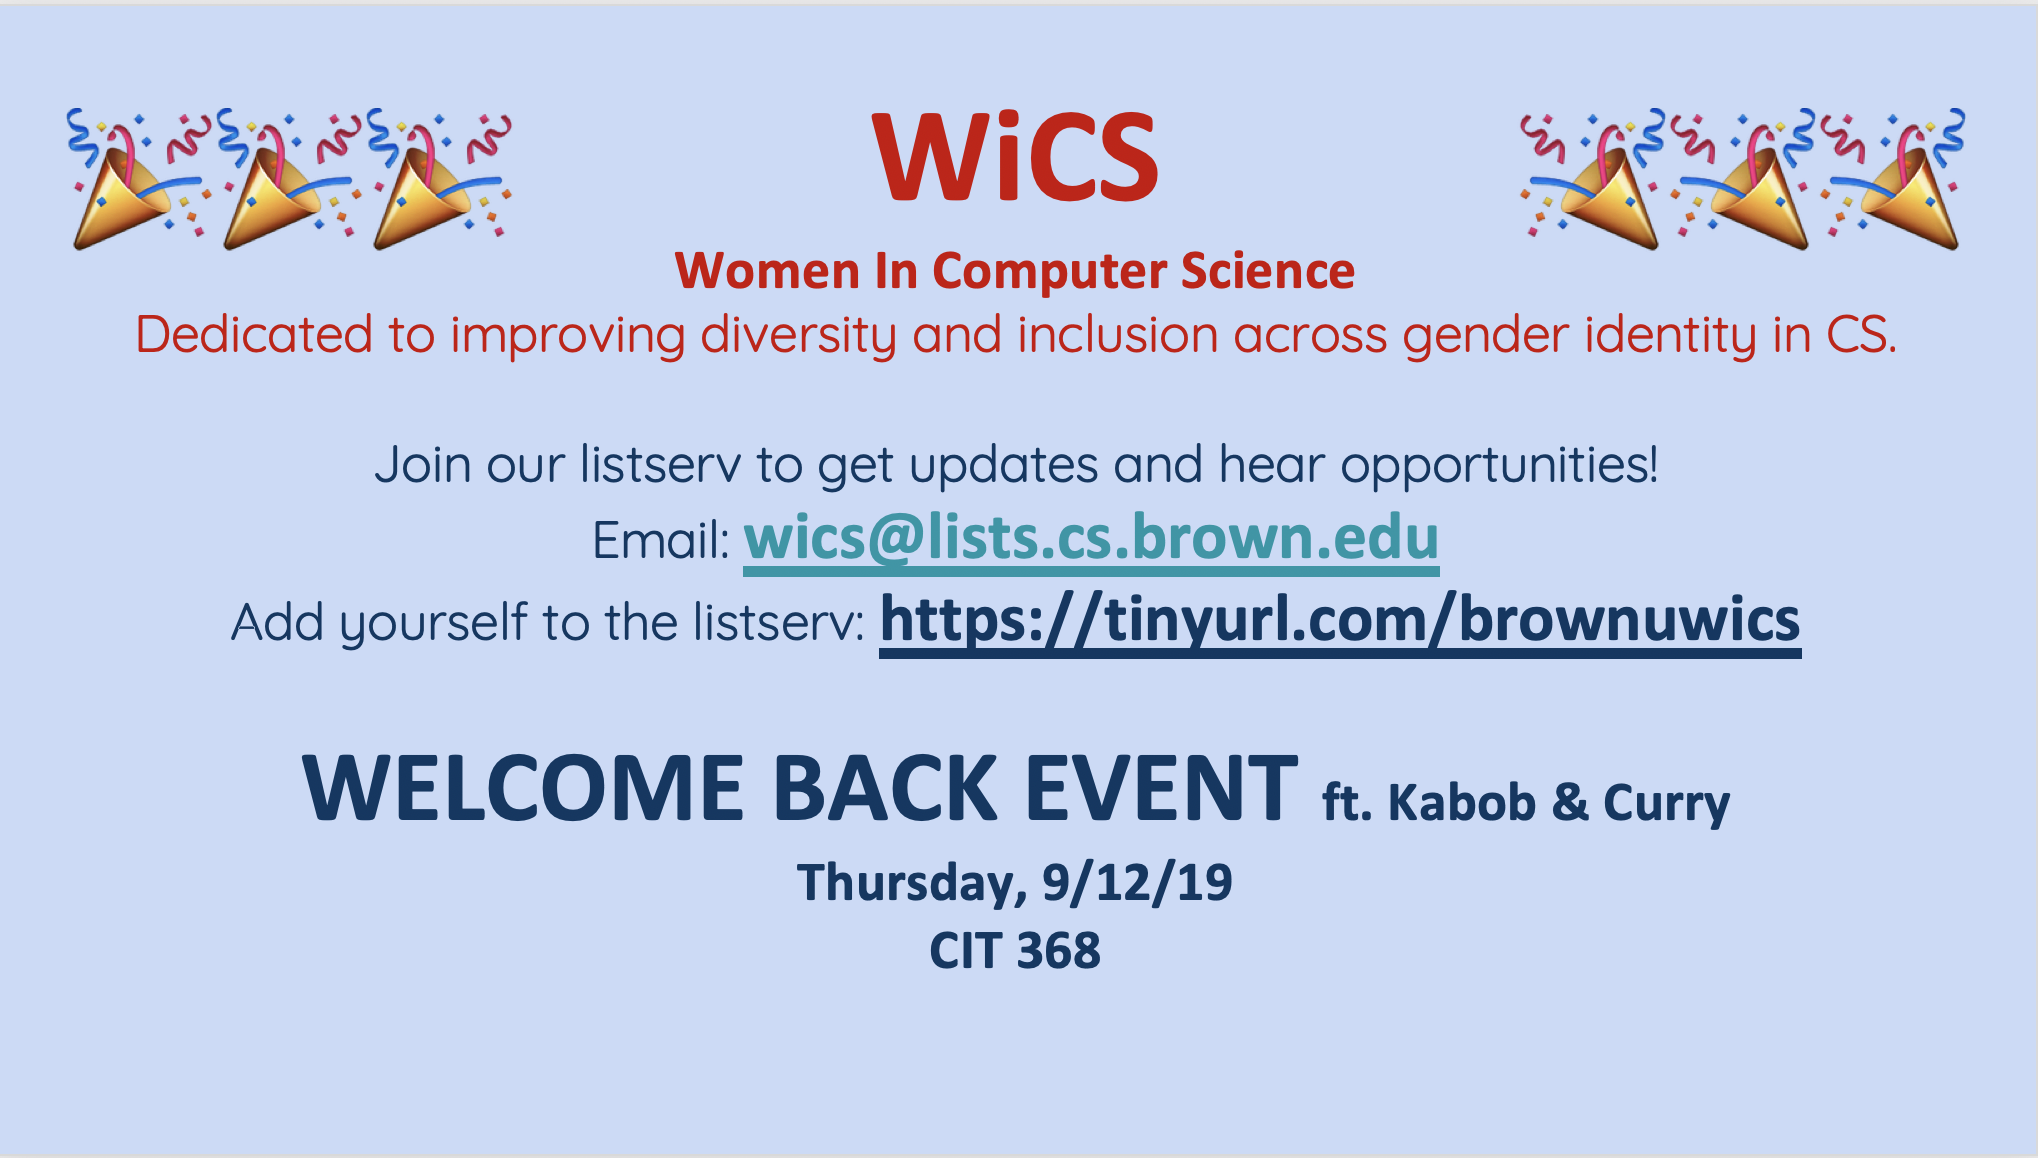 WiCS
Women In Computer Science
Dedicated to improving diversity and inclusion across gender identity in CS.
Join our listserv to get updates and hear opportunities!
Email: wics@lists.cs.brown.edu
Add yourself to the listserv: https://tinyurl.com/brownuwics
WELCOME BACK EVENT ft. Kabob & Curry
Thursday, 9/12/19
CIT 368